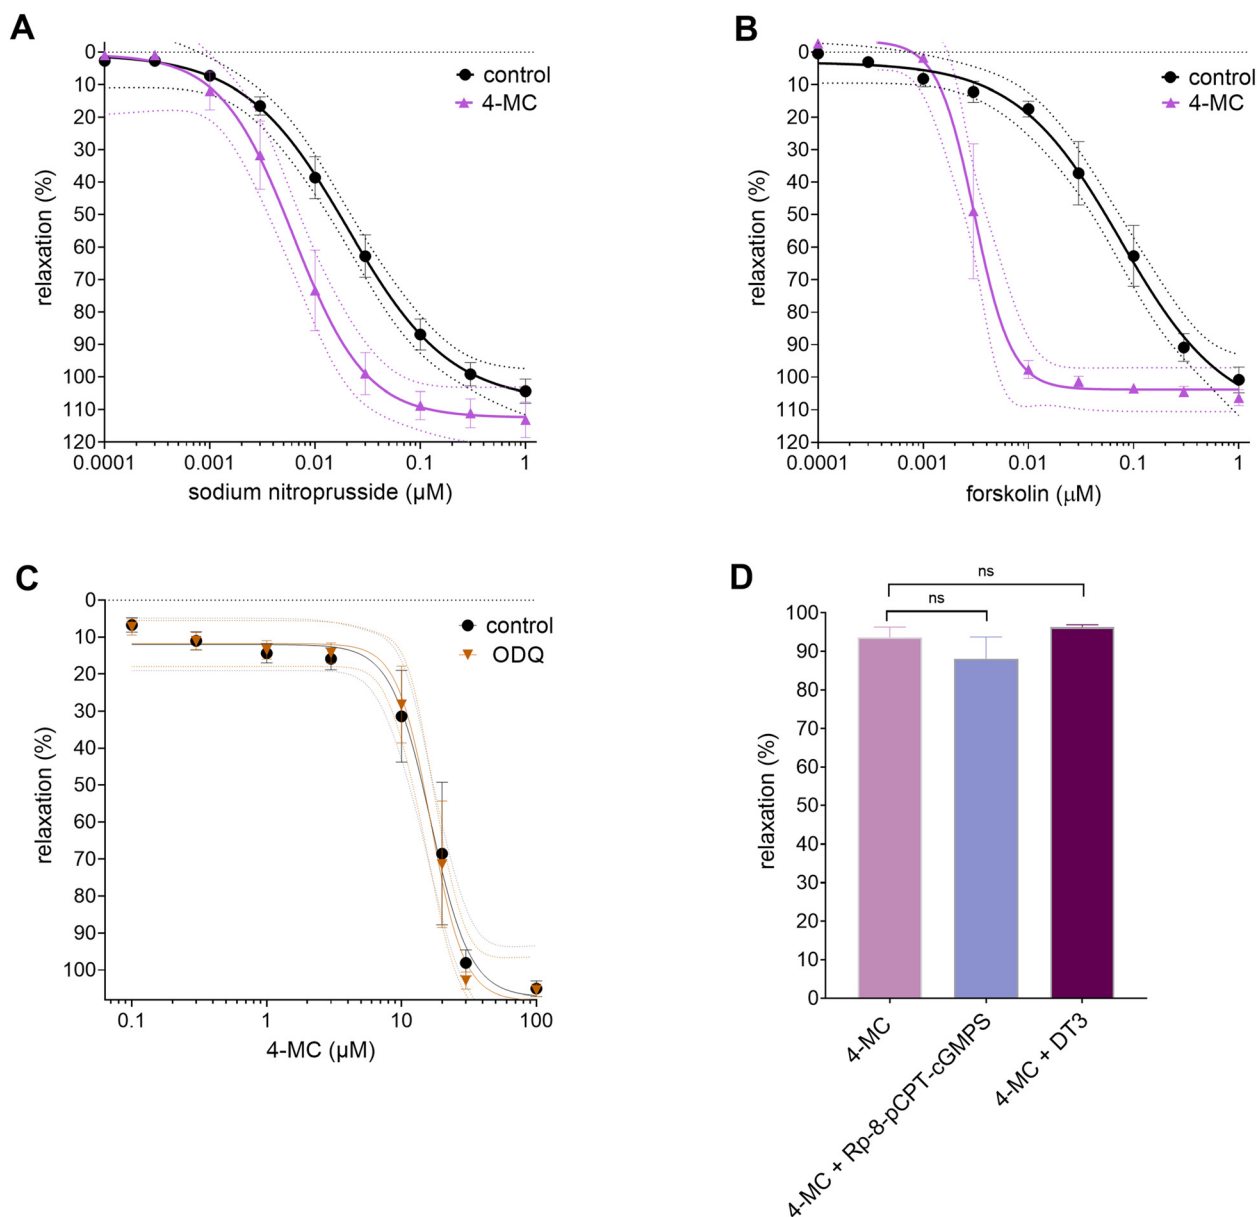 A
0
10
20
30
40
50
60
70
80
90
100
110
120
relaxation (%)
control
4-MC
0.0001 0.001 0.01 0.1 1
sodium nitroprusside (µM)
B
0
10
20
30
40
50
60
70
80
90
100
110
120
relaxation (%)
control
4-MC
0.0001 0.001 0.01 0.1 1
forskolin (µM)
C
0
10
20
30
40
50
60
70
80
90
100
relaxation (%)
control
ODQ
0.1 1 10 100
4-MC (µM)
D
ns
ns
100
90
80
70
60
50
40
30
20
10
0
relaxation (%)
4-MC
4-MC + Rp-8-pCPT-cGMPS
4-MC + DT3